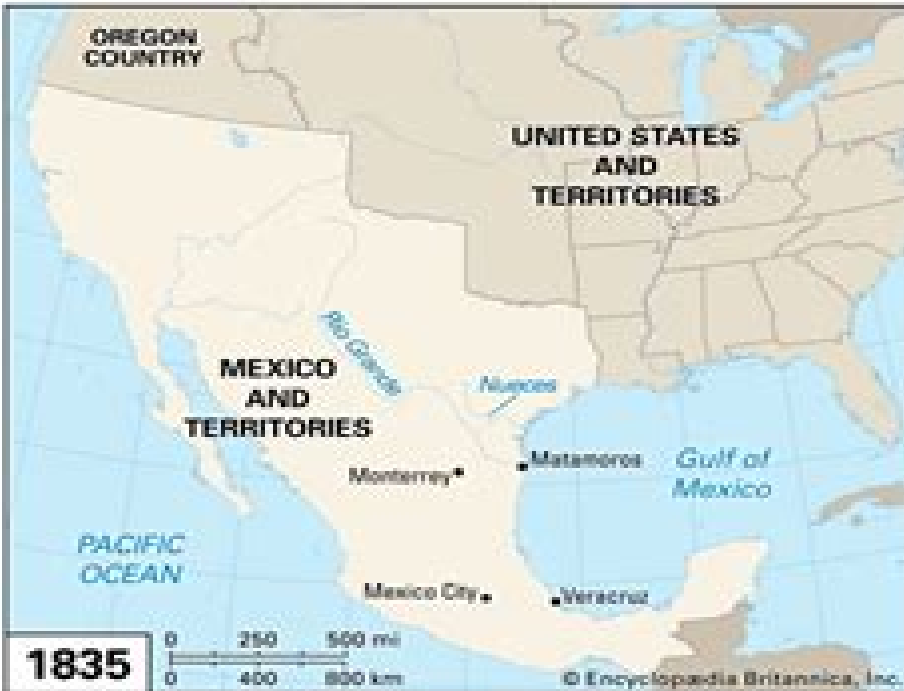 OREGON
COUNTRY
UNITED STATES
AND
TERRITORIES
Rio Grande
MEXICO
AND
TERRITORIES
Nueces
Matamoros
Gulf of
Mexico
Monterrey
PACIFIC
OCEAN
Mexico City
Veracruz
1835
0 250 500 mi
0 400 800 km
© Encyclopædia Britannica, Inc.